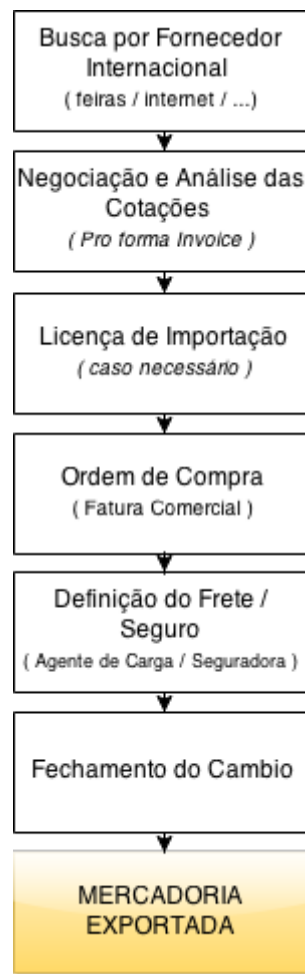 Busca por Fornecedor
Internacional
( feiras / internet / ...)
Negociação e Análise das
Cotações
( Pro forma Invoice )
Licença de Importação
( caso necessário )
Ordem de Compra
( Fatura Comercial )
Definição do Frete /
Seguro
( Agente de Carga / Seguradora )
Fechamento do Cambio
MERCADORIA
EXPORTADA